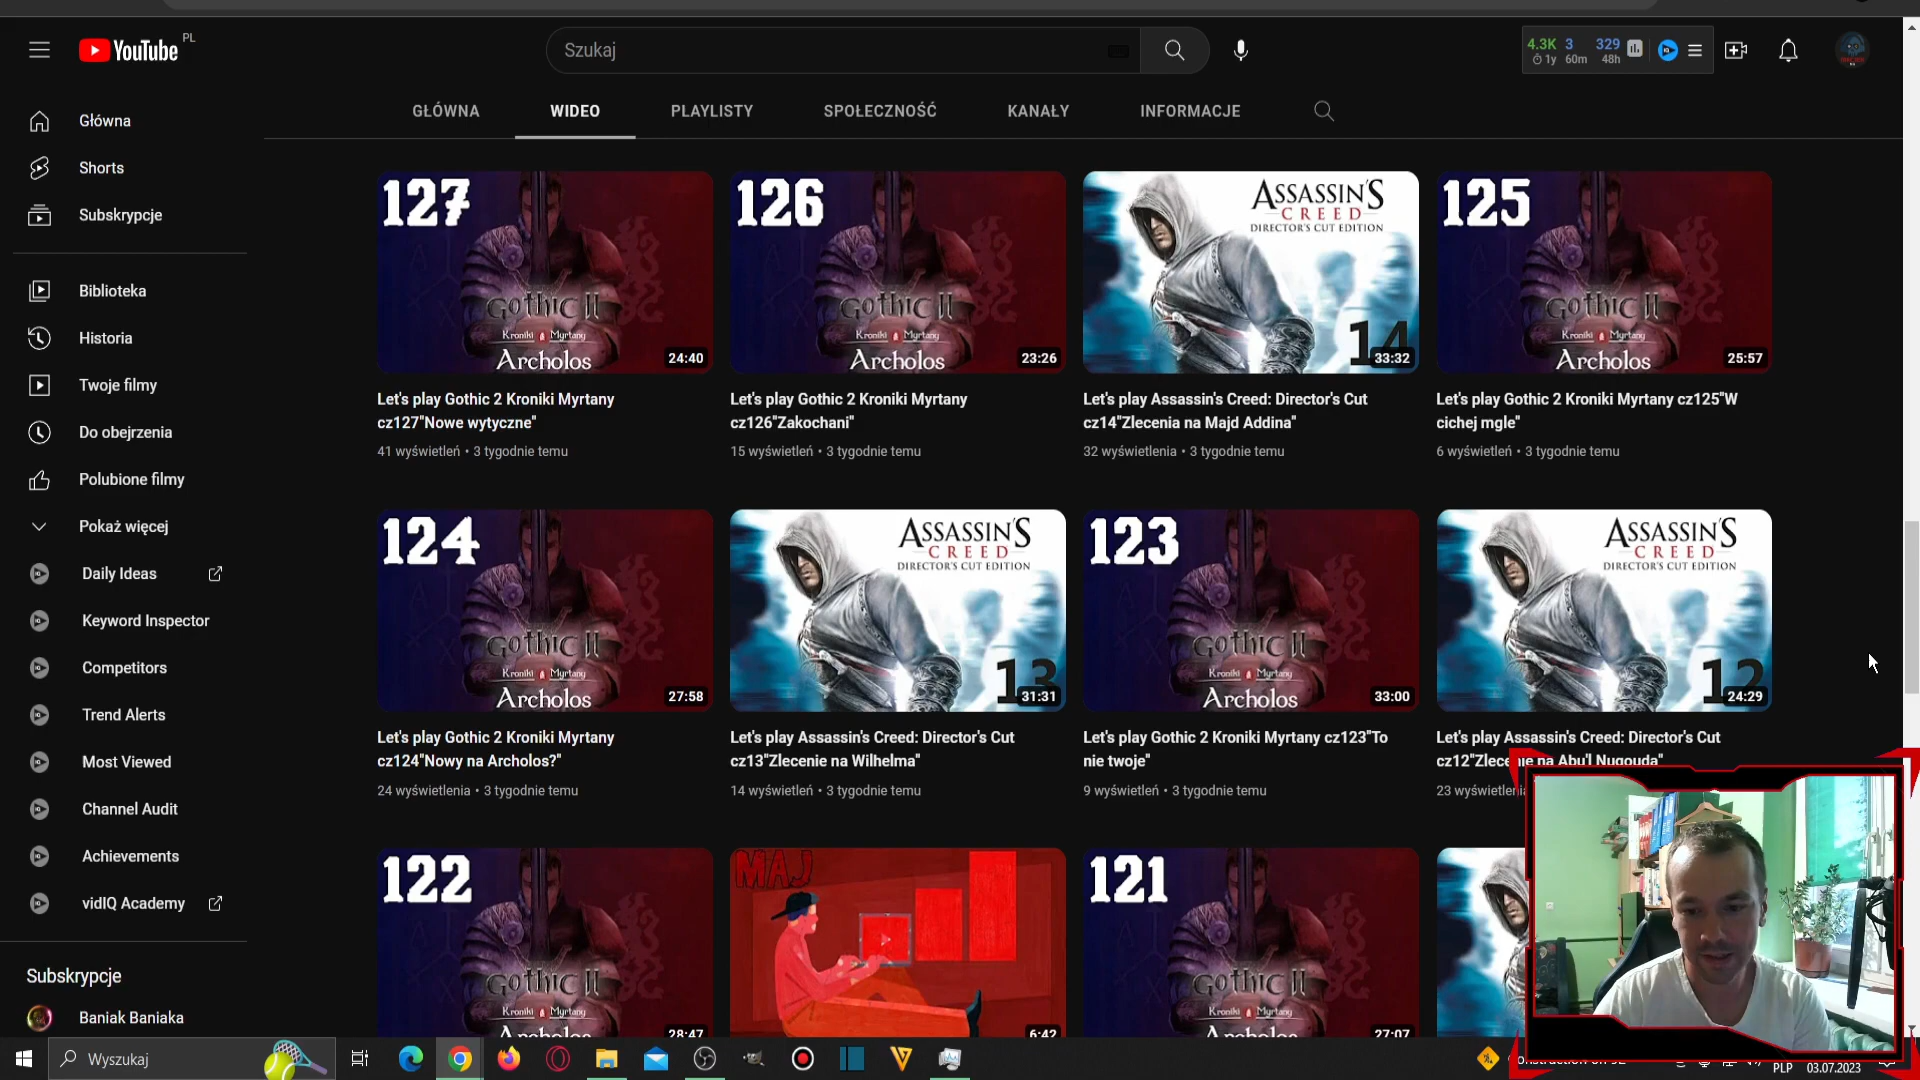 YouTube PL
Szukaj
4.3K 3 329
1y 60m 48h
GŁÓWNA WIDEO PLAYLISTY SPOŁECZNOŚĆ KANAŁY INFORMACJE
Główna
Shorts
Subskrypcje
Biblioteka
Historia
Twoje filmy
Do obejrzenia
Polubione filmy
Pokaż więcej
Daily Ideas
Keyword Inspector
Competitors
Trend Alerts
Most Viewed
Channel Audit
Achievements
vidIQ Academy
Subskrypcje
Baniak Baniaka
127
GOTHIC II
Kroniki Myrtany
Archolos
24:40
Let's play Gothic 2 Kroniki Myrtany
cz127"Nowe wytyczne"
41 wyświetleń • 3 tygodnie temu
126
GOTHIC II
Kroniki Myrtany
Archolos
23:26
Let's play Gothic 2 Kroniki Myrtany
cz126"Zakochani"
15 wyświetleń • 3 tygodnie temu
ASSASSIN'S
CREED
DIRECTOR'S CUT EDITION
14
33:32
Let's play Assassin's Creed: Director's Cut
cz14"Zlecenia na Majd Addina"
32 wyświetlenia • 3 tygodnie temu
125
GOTHIC II
Kroniki Myrtany
Archolos
25:57
Let's play Gothic 2 Kroniki Myrtany cz125"W
cichej mgle"
6 wyświetleń • 3 tygodnie temu
124
GOTHIC II
Kroniki Myrtany
Archolos
27:58
Let's play Gothic 2 Kroniki Myrtany
cz124"Nowy na Archolos?"
24 wyświetlenia • 3 tygodnie temu
ASSASSIN'S
CREED
DIRECTOR'S CUT EDITION
13
31:31
Let's play Assassin's Creed: Director's Cut
cz13"Zlecenie na Wilhelma"
14 wyświetleń • 3 tygodnie temu
123
GOTHIC II
Kroniki Myrtany
Archolos
33:00
Let's play Gothic 2 Kroniki Myrtany cz123"To
nie twoje"
9 wyświetleń • 3 tygodnie temu
ASSASSIN'S
CREED
DIRECTOR'S CUT EDITION
12
24:29
Let's play Assassin's Creed: Director's Cut
cz12"Zlecenie na Abu'l Nuqouda"
23 wyświetlenia
122
GOTHIC II
Kroniki Myrtany
Archolos
28:47
MAJ
6:42
121
GOTHIC II
Kroniki Myrtany
Archolos
27:07
Wyszukaj
PLP 03.07.2023